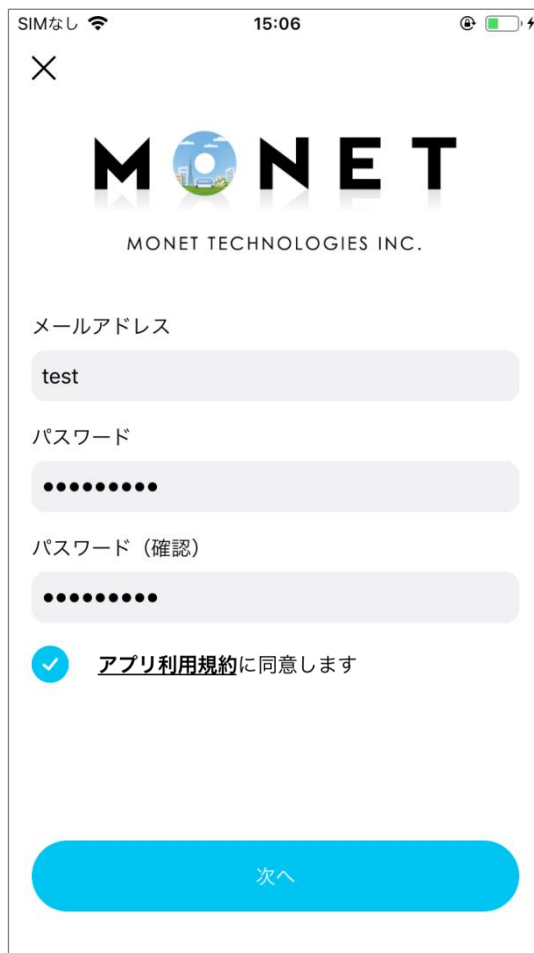 SIMなし 15:06
MONET
MONET TECHNOLOGIES INC.
メールアドレス
test
パスワード
•••••••••
パスワード（確認）
•••••••••
アプリ利用規約に同意します
次へ